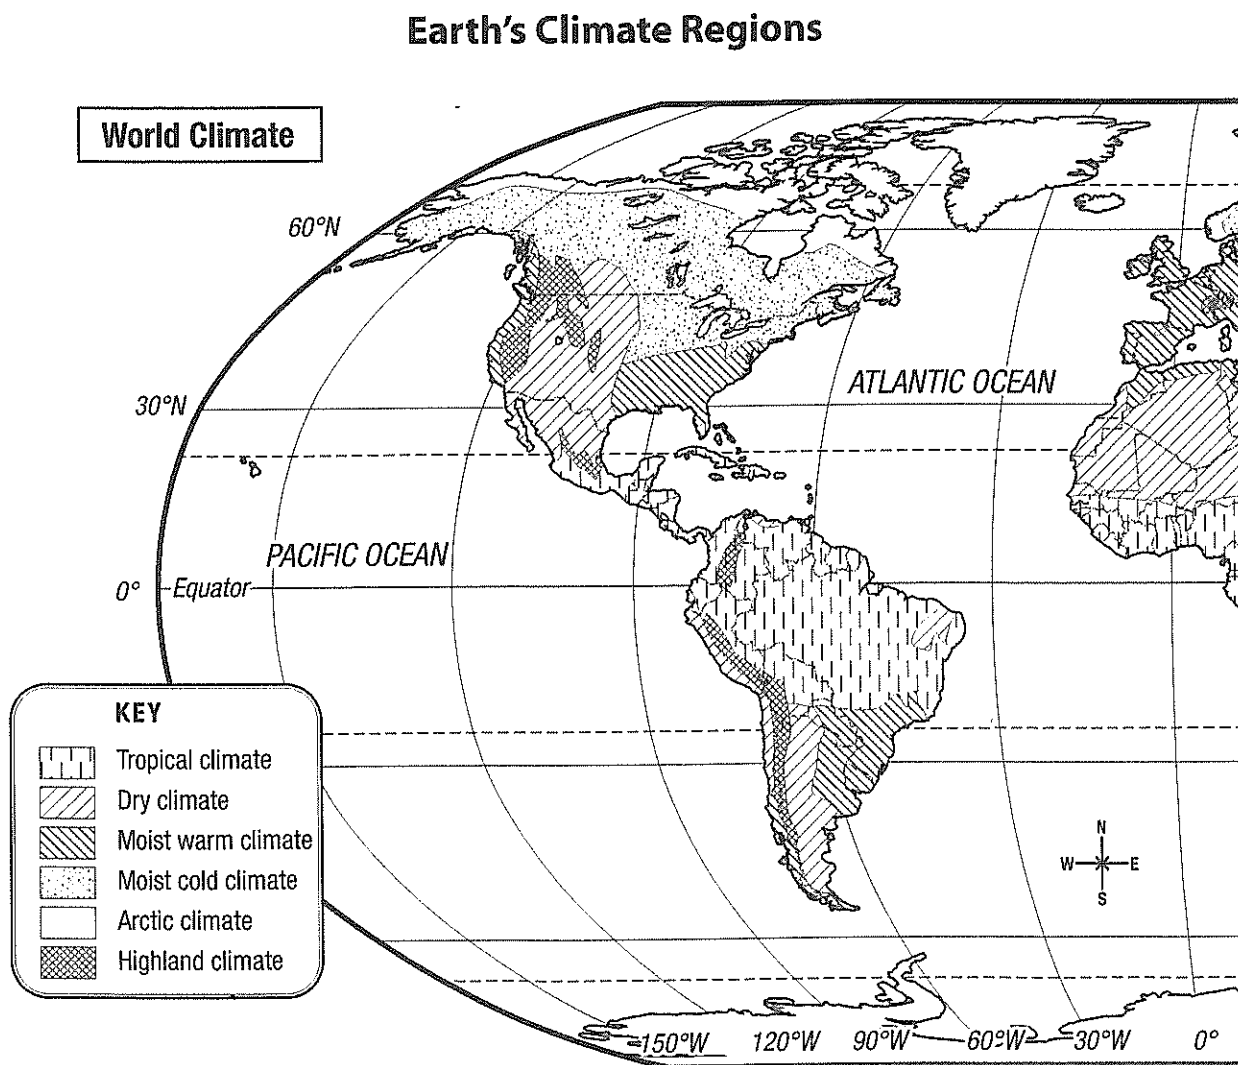 Earth's Climate Regions
World Climate
60°N
30°N
ATLANTIC OCEAN
PACIFIC OCEAN
0°
Equator
KEY
Tropical climate
Dry climate
Moist warm climate
Moist cold climate
Arctic climate
Highland climate
N
W
E
S
150°W
120°W
90°W
60°W
30°W
0°